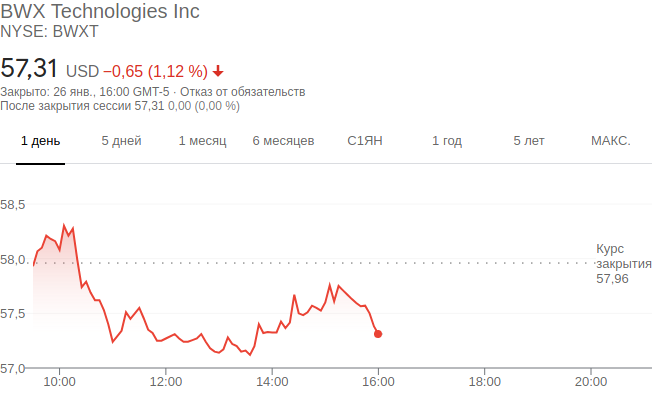 BWX Technologies Inc
NYSE: BWXT
57,31 USD −0,65 (1,12 %)
Закрыто: 26 янв., 16:00 GMT-5 · Отказ от обязательств
После закрытия сессии 57,31 0,00 (0,00 %)
1 день 5 дней 1 месяц 6 месяцев С1ЯН 1 год 5 лет МАКС.
58,5
58,0
57,5
57,0
Курс
закрытия
57,96
10:00 12:00 14:00 16:00 18:00 20:00